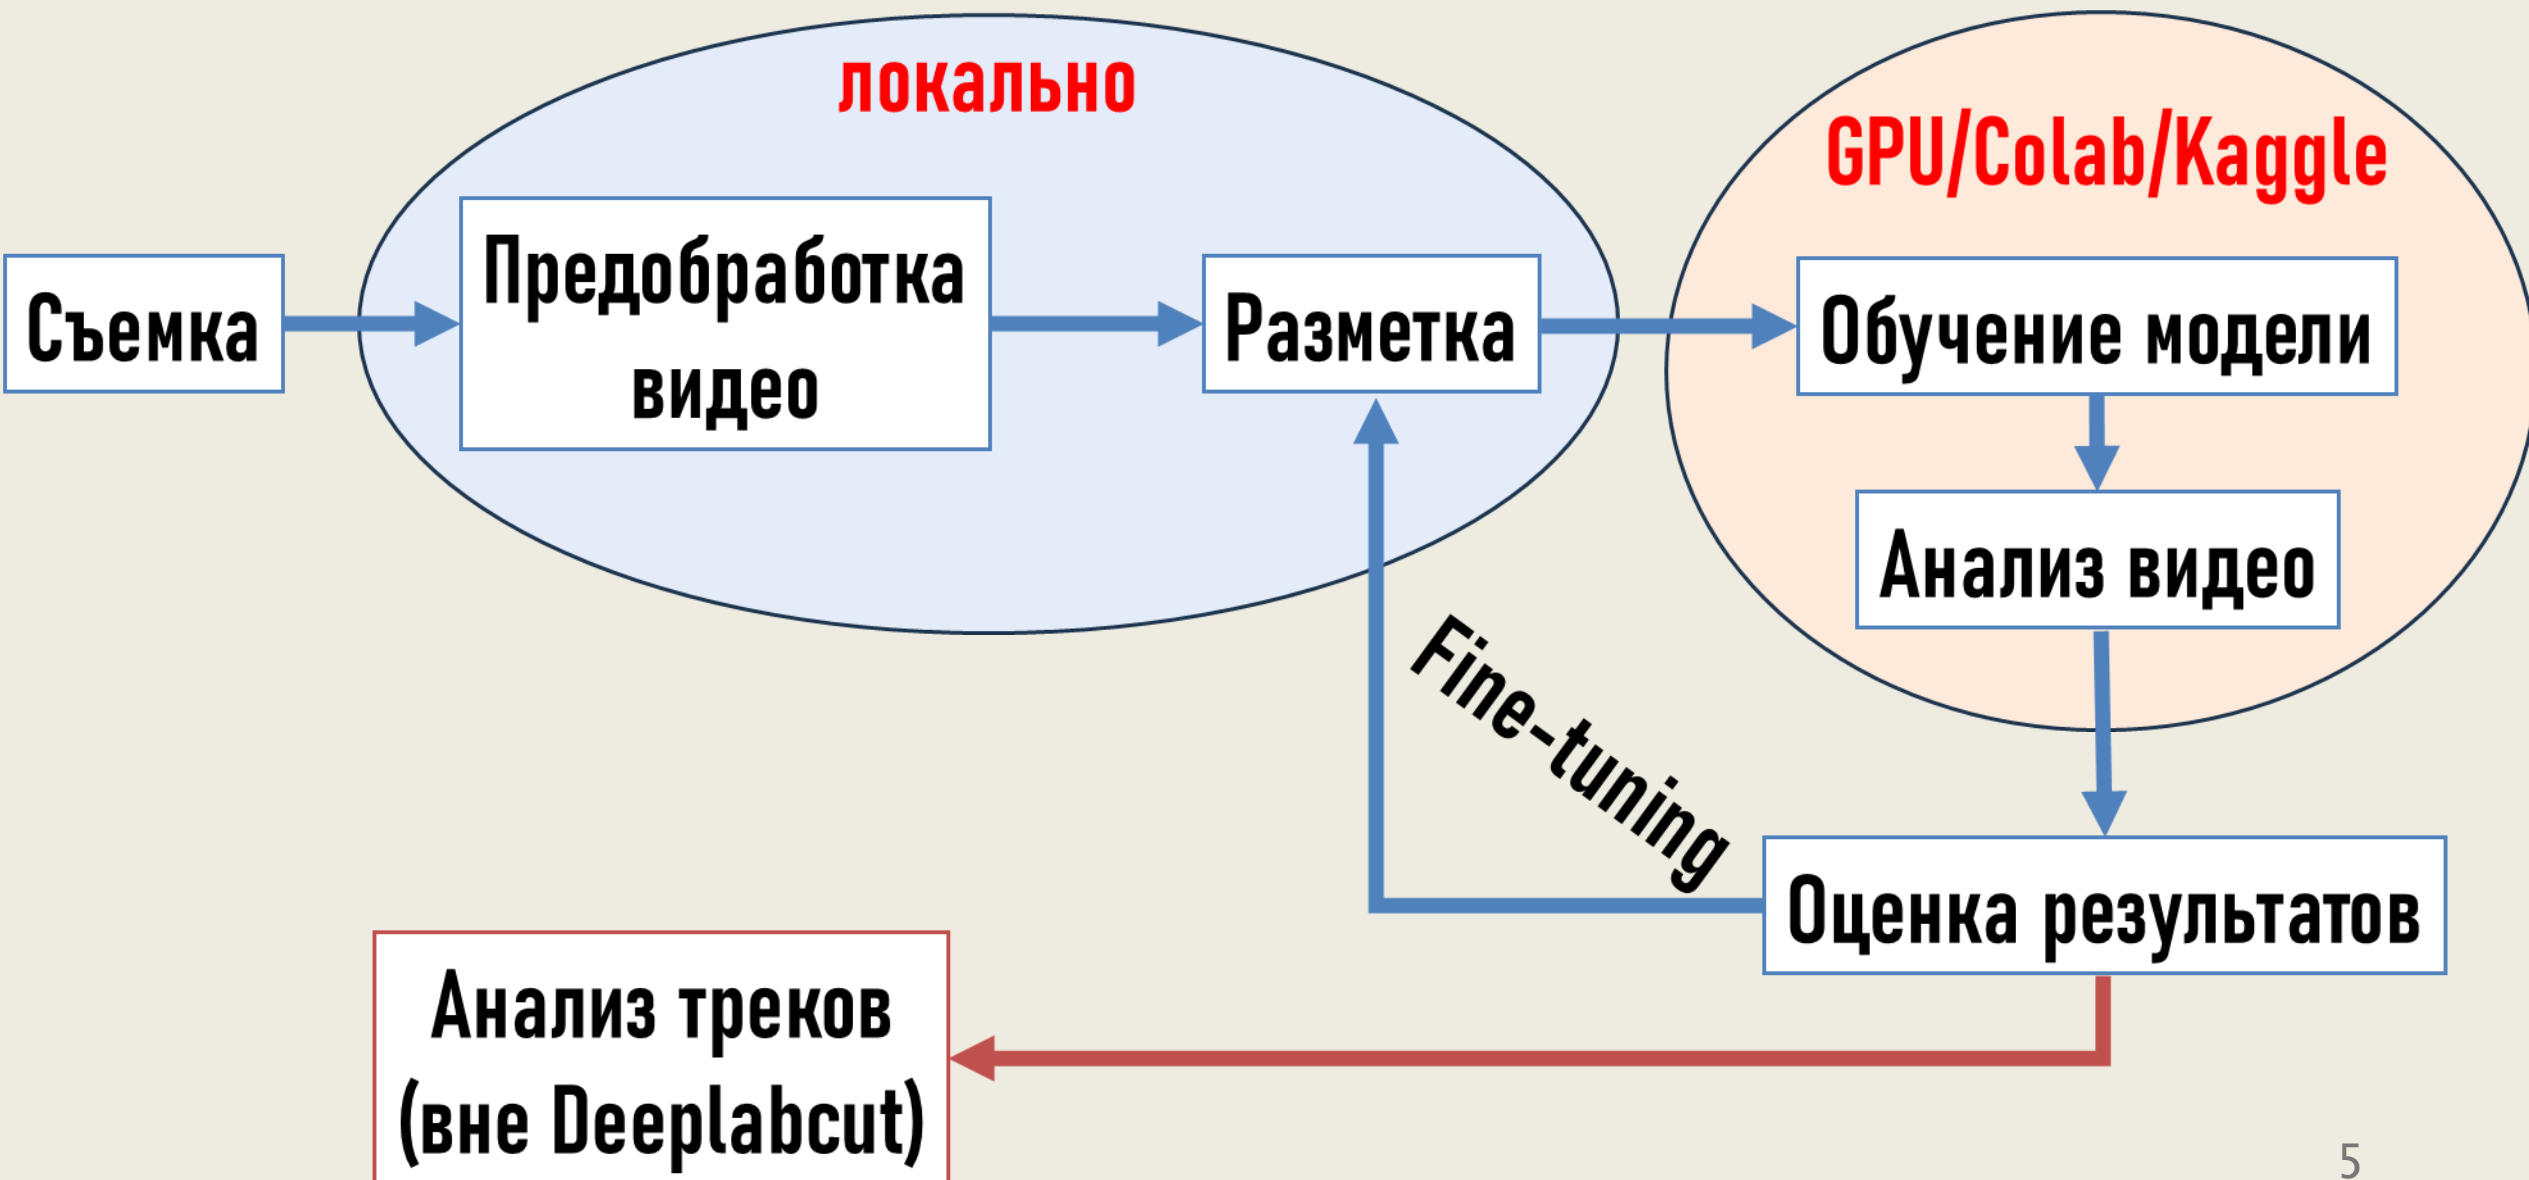 локально
GPU/Colab/Kaggle
Съемка
Предобработка
видео
Разметка
Обучение модели
Анализ видео
Fine-tuning
Оценка результатов
Анализ треков
(вне Deeplabcut)
5